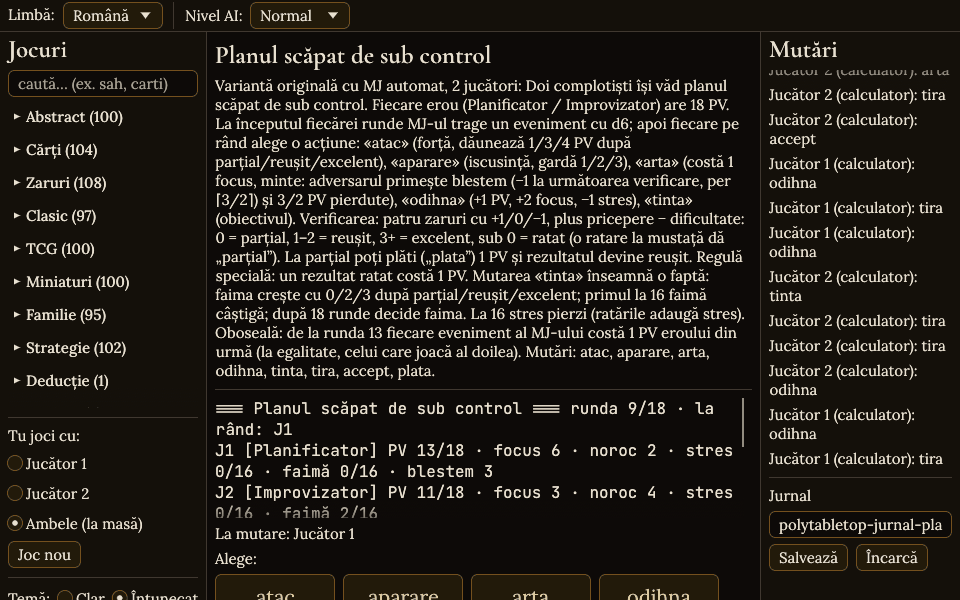 Limbă: Română ▼ Nivel AI: Normal ▼
Jocuri
caută... (ex. sah, carti)
▸ Abstract (100)
▸ Cărți (104)
▸ Zaruri (108)
▸ Clasic (97)
▸ TCG (100)
▸ Miniaturi (100)
▸ Familie (95)
▸ Strategie (102)
▸ Deducție (1)
Tu joci cu:
Jucător 1
Jucător 2
Ambele (la masă)
Joc nou
Temă: Clar Întunecat
Planul scăpat de sub control
Variantă originală cu MJ automat, 2 jucători: Doi complotiști își văd planul
scăpat de sub control. Fiecare erou (Planificator / Improvizator) are 18 PV.
La începutul fiecărei runde MJ-ul trage un eveniment cu d6; apoi fiecare pe
rând alege o acțiune: «atac» (forță, dăunează 1/3/4 PV după
parțial/reușit/excelent), «aparare» (iscusință, gardă 1/2/3), «arta» (costă 1
focus, minte: adversarul primește blestem (−1 la următoarea verificare, per
⌈3/2⌉) și 3/2 PV pierdute), «odihna» (+1 PV, +2 focus, −1 stres), «tinta»
(obiectivul). Verificarea: patru zaruri cu +1/0/−1, plus pricepere − dificultate:
0 = parțial, 1–2 = reușit, 3+ = excelent, sub 0 = ratat (o ratare la mustață dă
„parțial”). La parțial poți plăti („plata”) 1 PV și rezultatul devine reușit. Regulă
specială: un rezultat ratat costă 1 PV. Mutarea «tinta» înseamnă o faptă:
faima crește cu 0/2/3 după parțial/reușit/excelent; primul la 16 faimă
câștigă; după 18 runde decide faima. La 16 stres pierzi (ratările adaugă stres).
Oboseală: de la runda 13 fiecare eveniment al MJ-ului costă 1 PV eroului din
urmă (la egalitate, celui care joacă al doilea). Mutări: atac, aparare, arta,
odihna, tinta, tira, accept, plata.
═══ Planul scăpat de sub control ═══ runda 9/18 · la
rând: J1
J1 [Planificator] PV 13/18 · focus 6 · noroc 2 · stres
0/16 · faimă 0/16 · blestem 3
J2 [Improvizator] PV 11/18 · focus 3 · noroc 4 · stres
0/16 · faimă 2/16
La mutare: Jucător 1
Alege:
atac aparare arta odihna
Mutări
Jucător 2 (calculator): arta
Jucător 2 (calculator): tira
Jucător 2 (calculator):
accept
Jucător 1 (calculator):
odihna
Jucător 1 (calculator): tira
Jucător 1 (calculator):
odihna
Jucător 2 (calculator):
tinta
Jucător 2 (calculator): tira
Jucător 2 (calculator): tira
Jucător 2 (calculator):
odihna
Jucător 1 (calculator):
odihna
Jucător 1 (calculator): tira
Jurnal
polytabletop-jurnal-pla
Salvează Încarcă